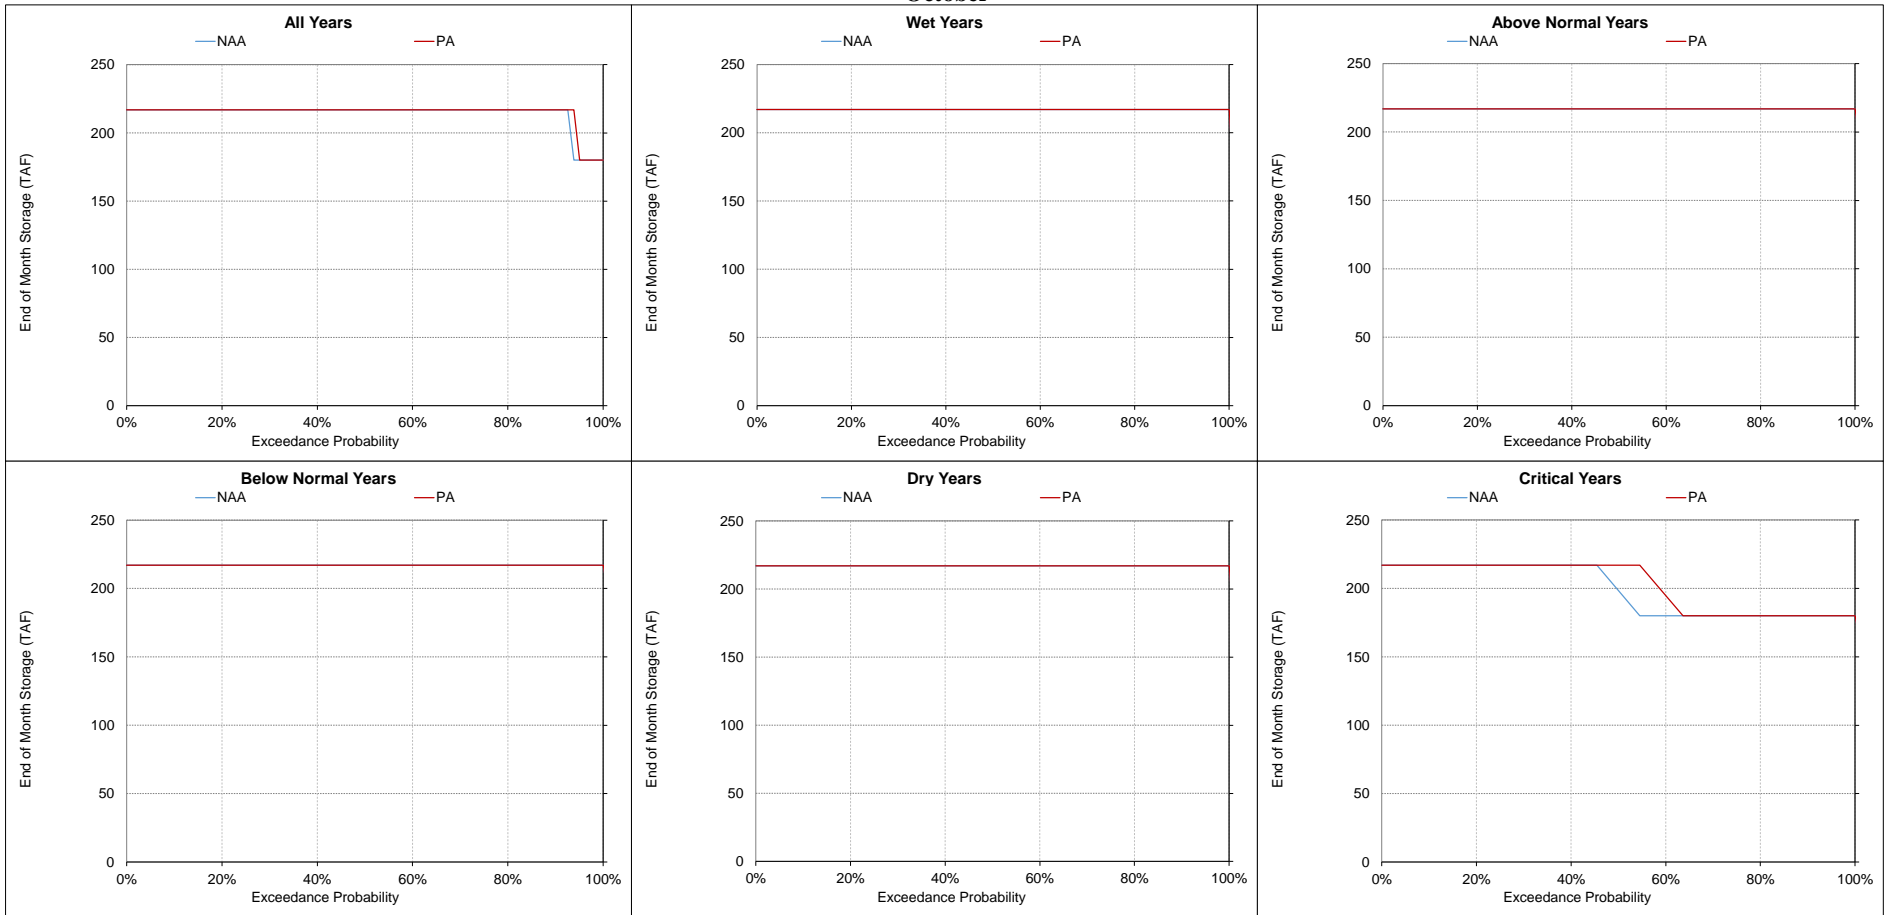 All Years
NAA PA
250
200
150
100
50
0
0% 20% 40% 60% 80% 100%
End of Month Storage (TAF)
Exceedance Probability
Wet Years
NAA PA
250
200
150
100
50
0
0% 20% 40% 60% 80% 100%
End of Month Storage (TAF)
Exceedance Probability
Above Normal Years
NAA PA
250
200
150
100
50
0
0% 20% 40% 60% 80% 100%
End of Month Storage (TAF)
Exceedance Probability
Below Normal Years
NAA PA
250
200
150
100
50
0
0% 20% 40% 60% 80% 100%
End of Month Storage (TAF)
Exceedance Probability
Dry Years
NAA PA
250
200
150
100
50
0
0% 20% 40% 60% 80% 100%
End of Month Storage (TAF)
Exceedance Probability
Critical Years
NAA PA
250
200
150
100
50
0
0% 20% 40% 60% 80% 100%
End of Month Storage (TAF)
Exceedance Probability